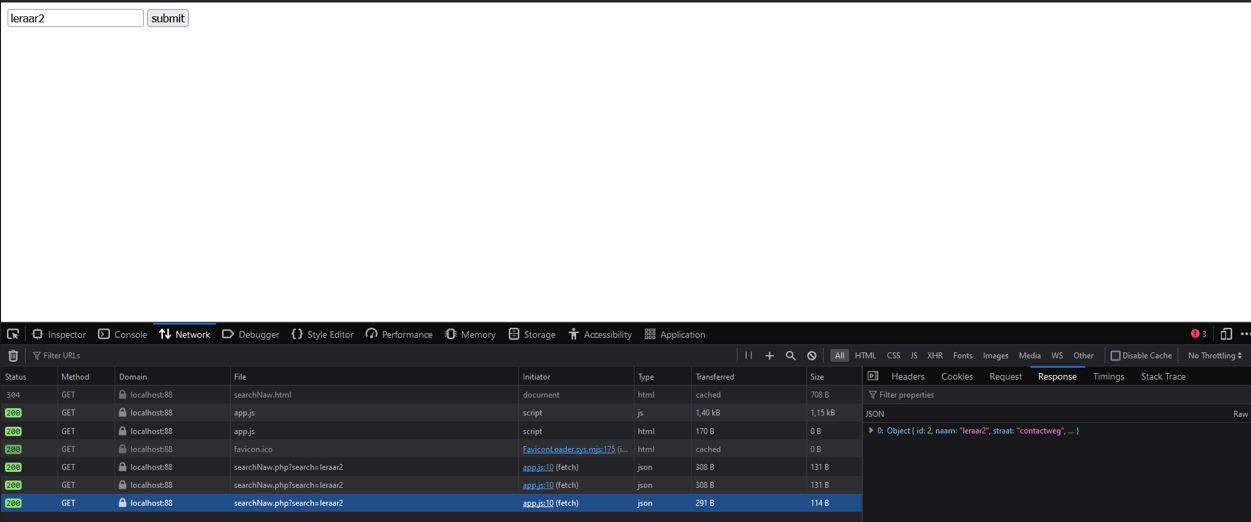 leraar2 submit
Inspector Console Network Debugger Style Editor Performance Memory Storage Accessibility Application 3
Filter URLs All HTML CSS JS XHR Fonts Images Media WS Other Disable Cache No Throttling
Status Method Domain File Initiator Type Transferred Size Headers Cookies Request Response Timings Stack Trace
304 GET localhost:88 searchNaw.html document html cached 708 B Filter properties
200 GET localhost:88 app.js script js 1,40 kB 1,15 kB JSON Raw
200 GET localhost:88 app.js script html 170 B 0 B 0: Object { id: 2, naam: "leraar2", straat: "contactweg", … }
200 GET localhost:88 favicon.ico FaviconLoader.sys.mjs:175 (i… html cached 0 B
200 GET localhost:88 searchNaw.php?search=leraar2 app.js:10 (fetch) json 308 B 131 B
200 GET localhost:88 searchNaw.php?search=leraar2 app.js:10 (fetch) json 308 B 131 B
200 GET localhost:88 searchNaw.php?search=leraar2 app.js:10 (fetch) json 291 B 114 B